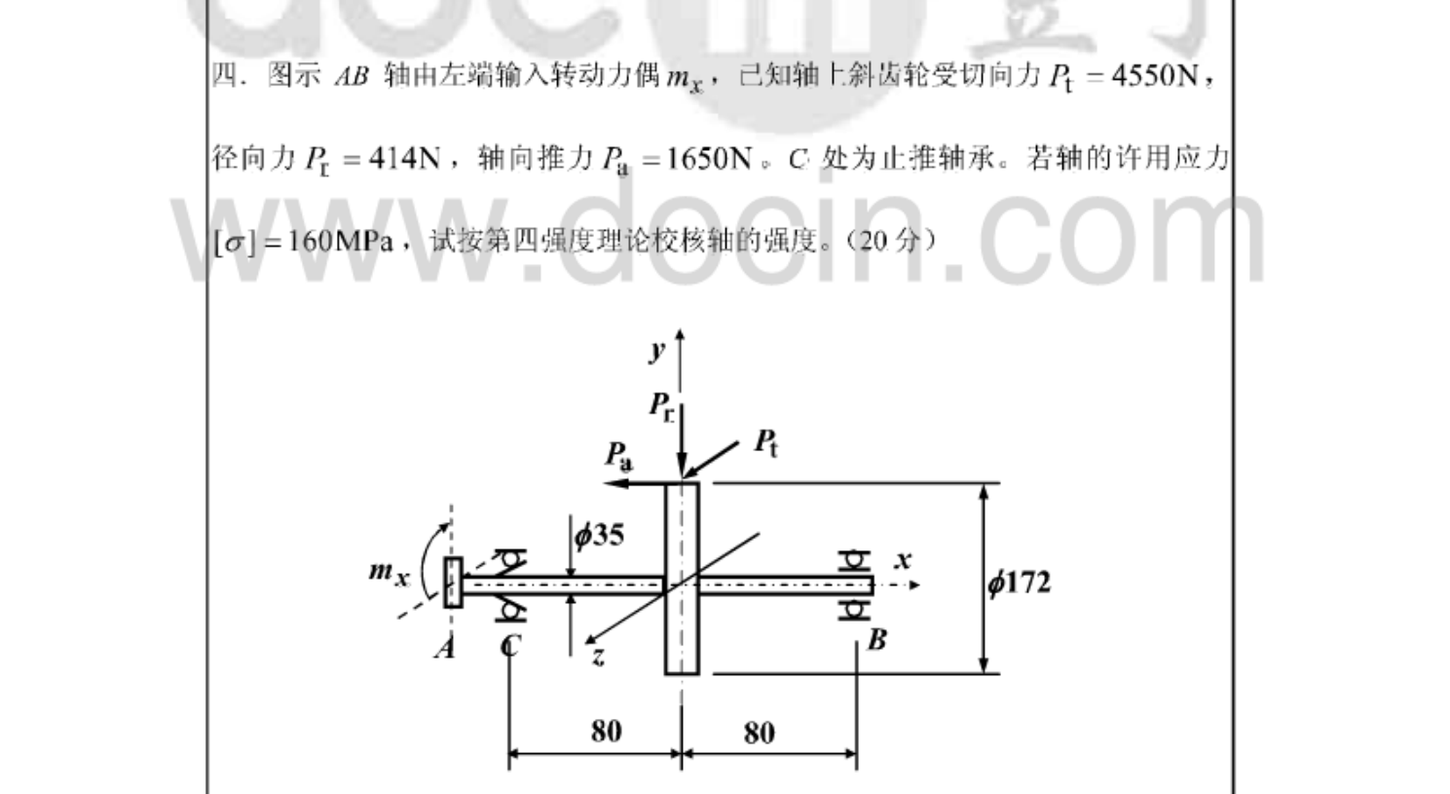 docin 豆丁
四．图示 AB 轴由左端输入转动力偶 mx，已知轴上斜齿轮受切向力 Pt = 4550N，
径向力 Pr = 414N，轴向推力 Pa = 1650N。C 处为止推轴承。若轴的许用应力
www.docin.com
[σ] = 160MPa，试按第四强度理论校核轴的强度。（20 分）
y
Pr
Pt
Pa
ϕ35
mx
x
ϕ172
A
C
z
B
80
80